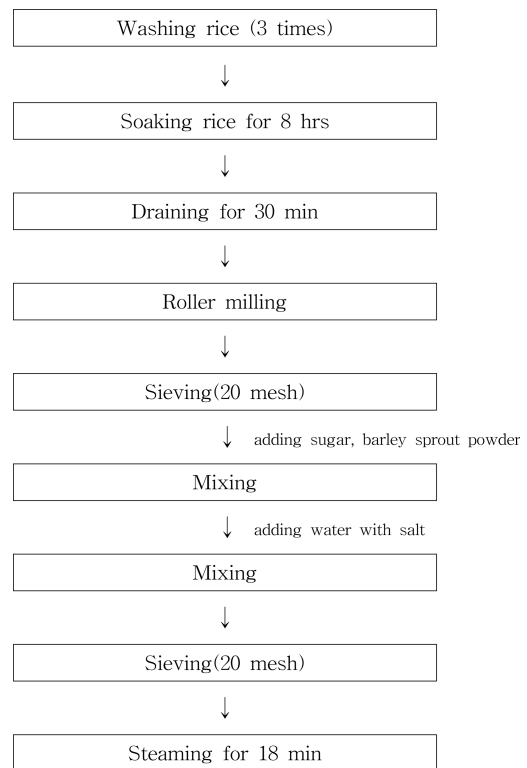 Washing rice (3 times)
↓
Soaking rice for 8 hrs
↓
Draining for 30 min
↓
Roller milling
↓
Sieving(20 mesh)
↓ adding sugar, barley sprout powder
Mixing
↓ adding water with salt
Mixing
↓
Sieving(20 mesh)
↓
Steaming for 18 min